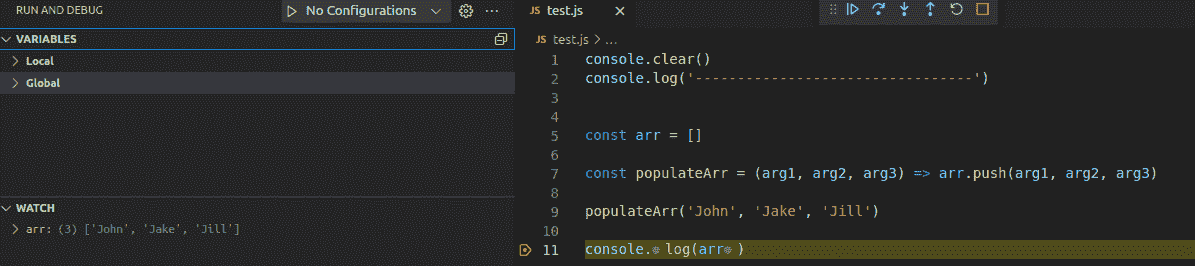 RUN AND DEBUG
No Configurations
VARIABLES
Local
Global
WATCH
arr: (3) ['John', 'Jake', 'Jill']
JS test.js
JS test.js > ...
1 console.clear()
2 console.log('---------------------------------')
3
4
5 const arr = []
6
7 const populateArr = (arg1, arg2, arg3) => arr.push(arg1, arg2, arg3)
8
9 populateArr('John', 'Jake', 'Jill')
10
11 console.log(arr)